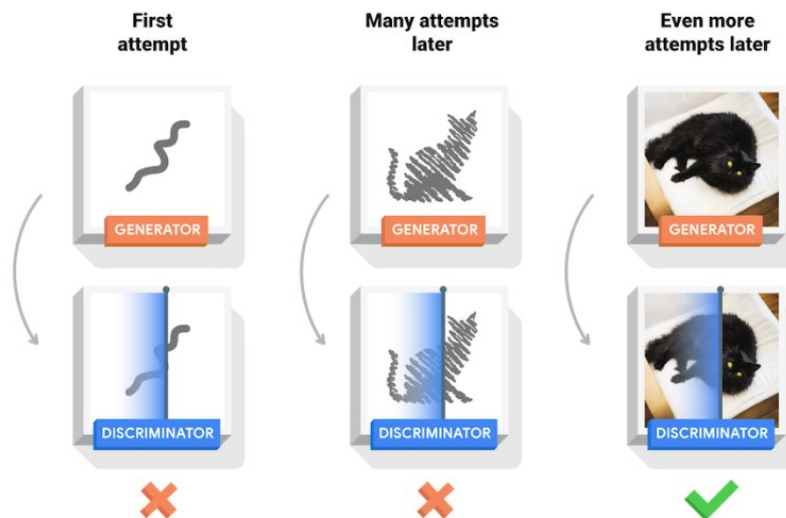 First
attempt
Many attempts
later
Even more
attempts later
GENERATOR
GENERATOR
GENERATOR
DISCRIMINATOR
DISCRIMINATOR
DISCRIMINATOR